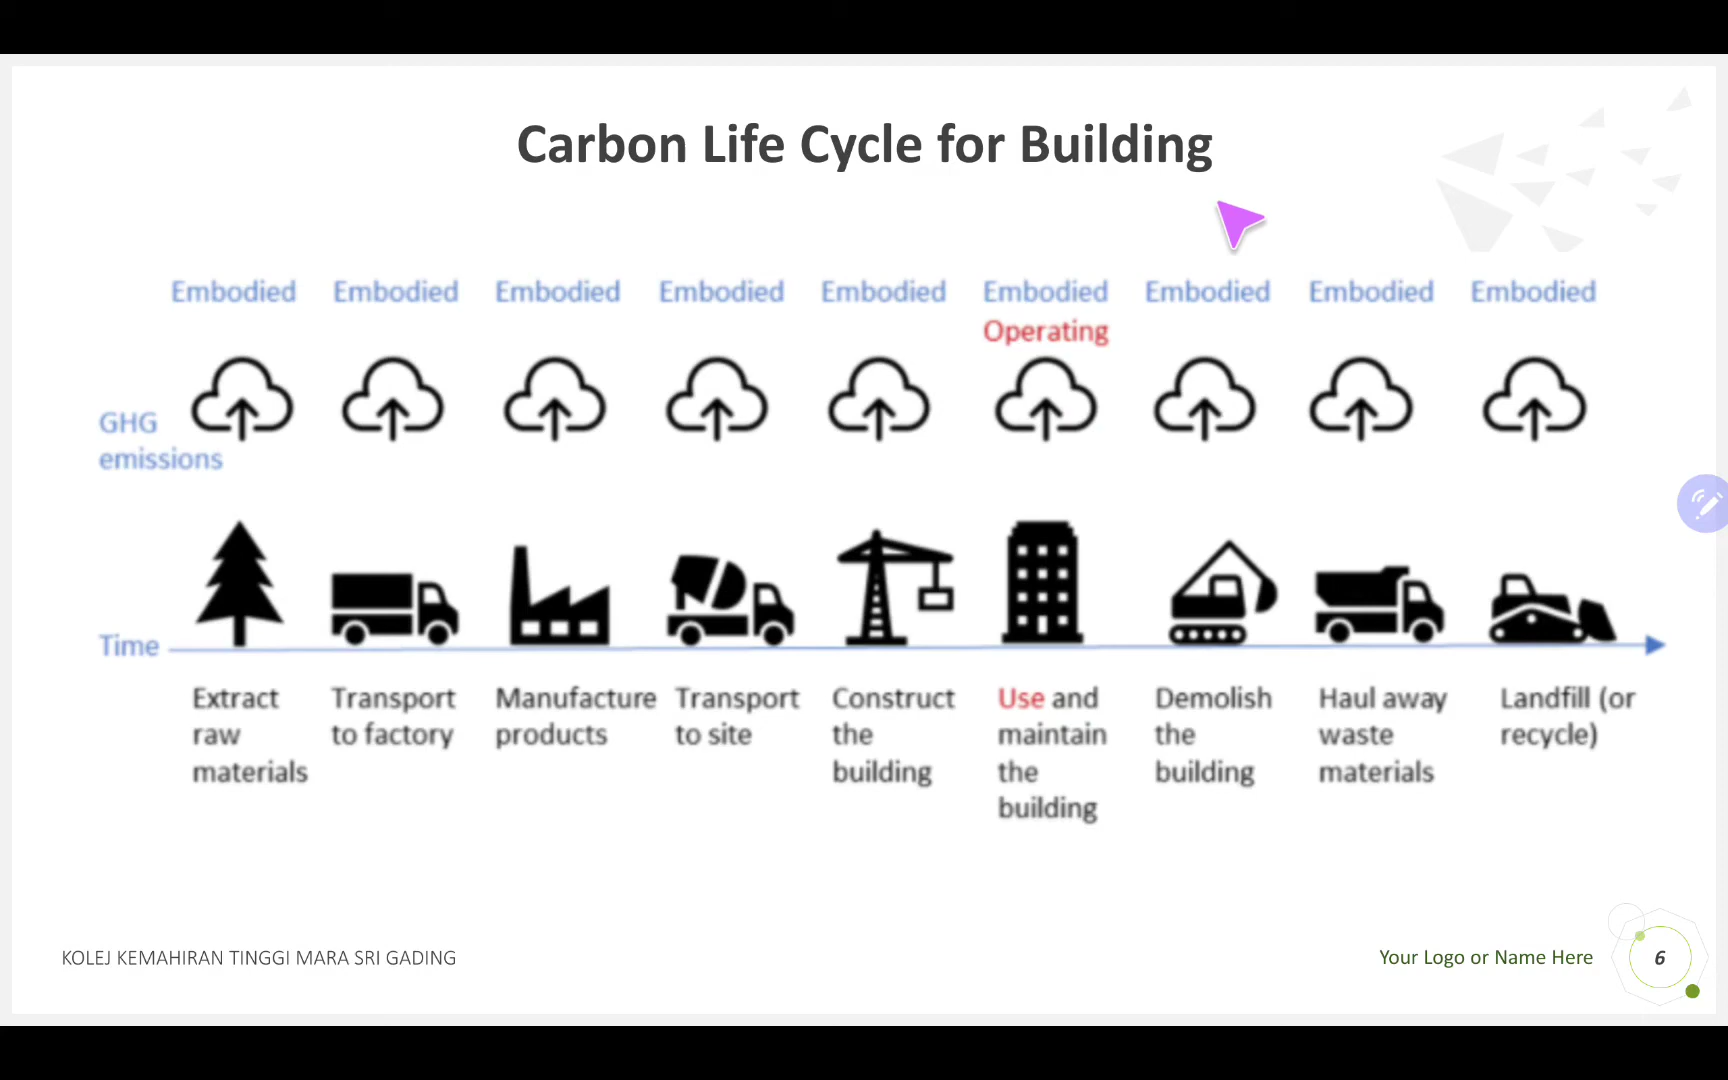 Carbon Life Cycle for Building
Embodied Embodied Embodied Embodied Embodied Embodied Embodied Embodied Embodied
Operating
GHG
emissions
Time
Extract
raw
materials
Transport
to factory
Manufacture
products
Transport
to site
Construct
the
building
Use and
maintain
the
building
Demolish
the
building
Haul away
waste
materials
Landfill (or
recycle)
KOLEJ KEMAHIRAN TINGGI MARA SRI GADING
Your Logo or Name Here
6